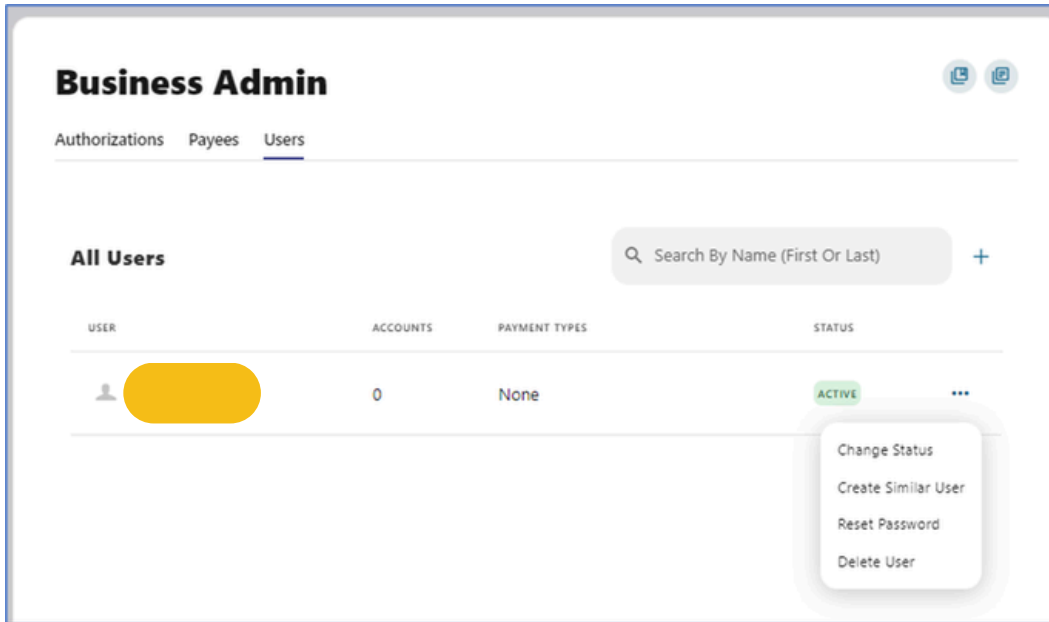 Business Admin
Authorizations Payees Users
All Users
Search By Name (First Or Last) +
USER ACCOUNTS PAYMENT TYPES STATUS
0 None ACTIVE ...
Change Status
Create Similar User
Reset Password
Delete User